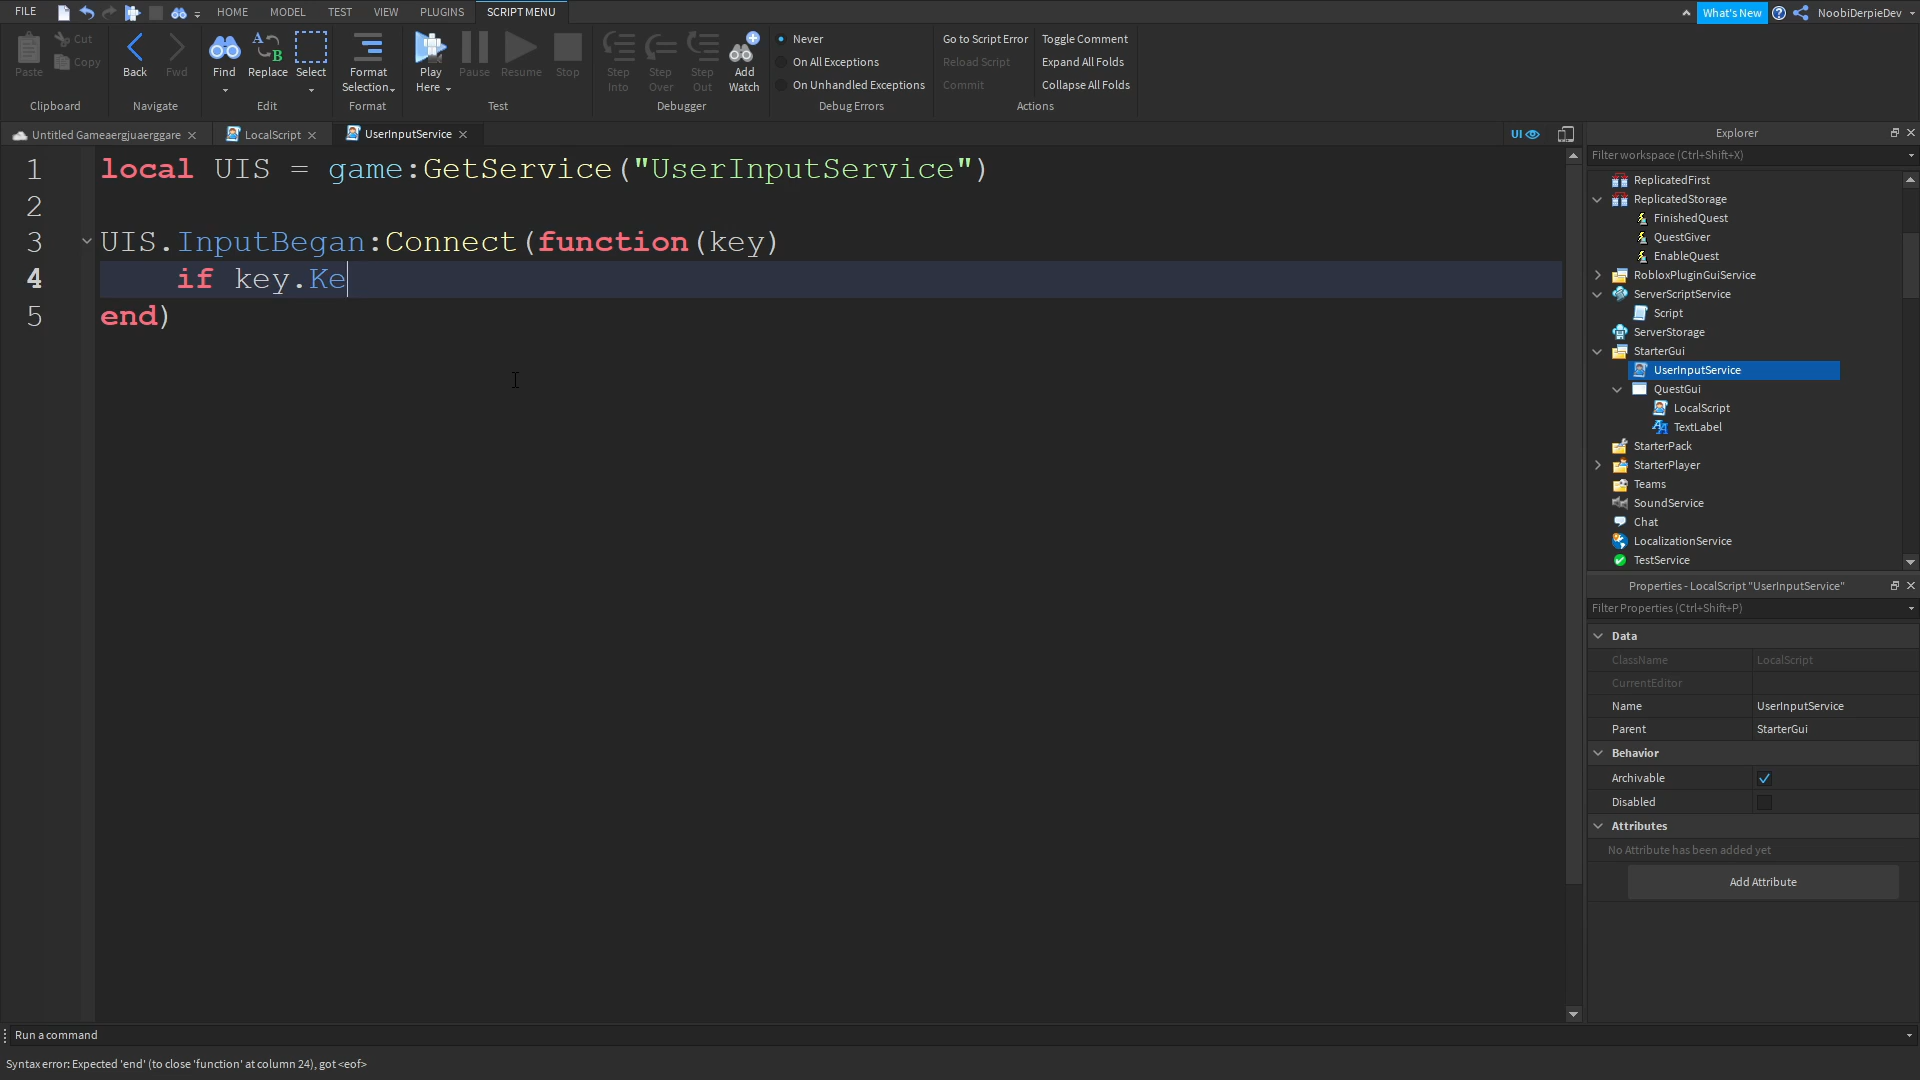 FILE HOME MODEL TEST VIEW PLUGINS SCRIPT MENU What's New NoobiDerpieDev
Paste Cut Copy Back Fwd Find Replace Select Format Selection Play Here Pause Resume Stop Step Into Step Over Step Out Add Watch
Never
On All Exceptions
On Unhandled Exceptions
Go to Script Error
Reload Script
Commit
Toggle Comment
Expand All Folds
Collapse All Folds
Clipboard Navigate Edit Format Test Debugger Debug Errors Actions
Untitled Gameaergjuaerggare LocalScript UserInputService UI
1 local UIS = game:GetService("UserInputService")
2
3 UIS.InputBegan:Connect(function(key)
4 if key.Ke
5 end)
Explorer
Filter workspace (Ctrl+Shift+X)
ReplicatedFirst
ReplicatedStorage
FinishedQuest
QuestGiver
EnableQuest
RobloxPluginGuiService
ServerScriptService
Script
ServerStorage
StarterGui
UserInputService
QuestGui
LocalScript
TextLabel
StarterPack
StarterPlayer
Teams
SoundService
Chat
LocalizationService
TestService
Properties - LocalScript "UserInputService"
Filter Properties (Ctrl+Shift+P)
Data
ClassName LocalScript
CurrentEditor
Name UserInputService
Parent StarterGui
Behavior
Archivable
Disabled
Attributes
No Attribute has been added yet
Add Attribute
Run a command
Syntax error: Expected 'end' (to close 'function' at column 24), got <eof>